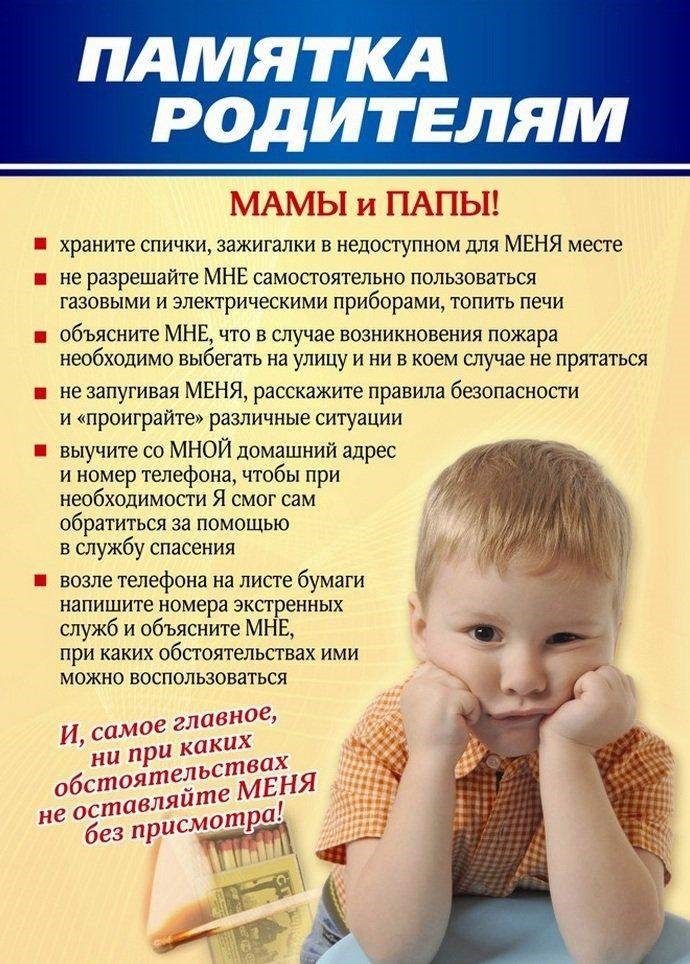 ПАМЯТКА
РОДИТЕЛЯМ
МАМЫ и ПАПЫ!
храните спички, зажигалки в недоступном для МЕНЯ месте
не разрешайте МНЕ самостоятельно пользоваться
газовыми и электрическими приборами, топить печи
объясните МНЕ, что в случае возникновения пожара
необходимо выбегать на улицу и ни в коем случае не прятаться
не запугивая МЕНЯ, расскажите правила безопасности
и «проиграйте» различные ситуации
выучите со МНОЙ домашний адрес
и номер телефона, чтобы при
необходимости Я смог сам
обратиться за помощью
в службу спасения
возле телефона на листе бумаги
напишите номера экстренных
служб и объясните МНЕ,
при каких обстоятельствах ими
можно воспользоваться
И, самое главное,
ни при каких
обстоятельствах
не оставляйте МЕНЯ
без присмотра!